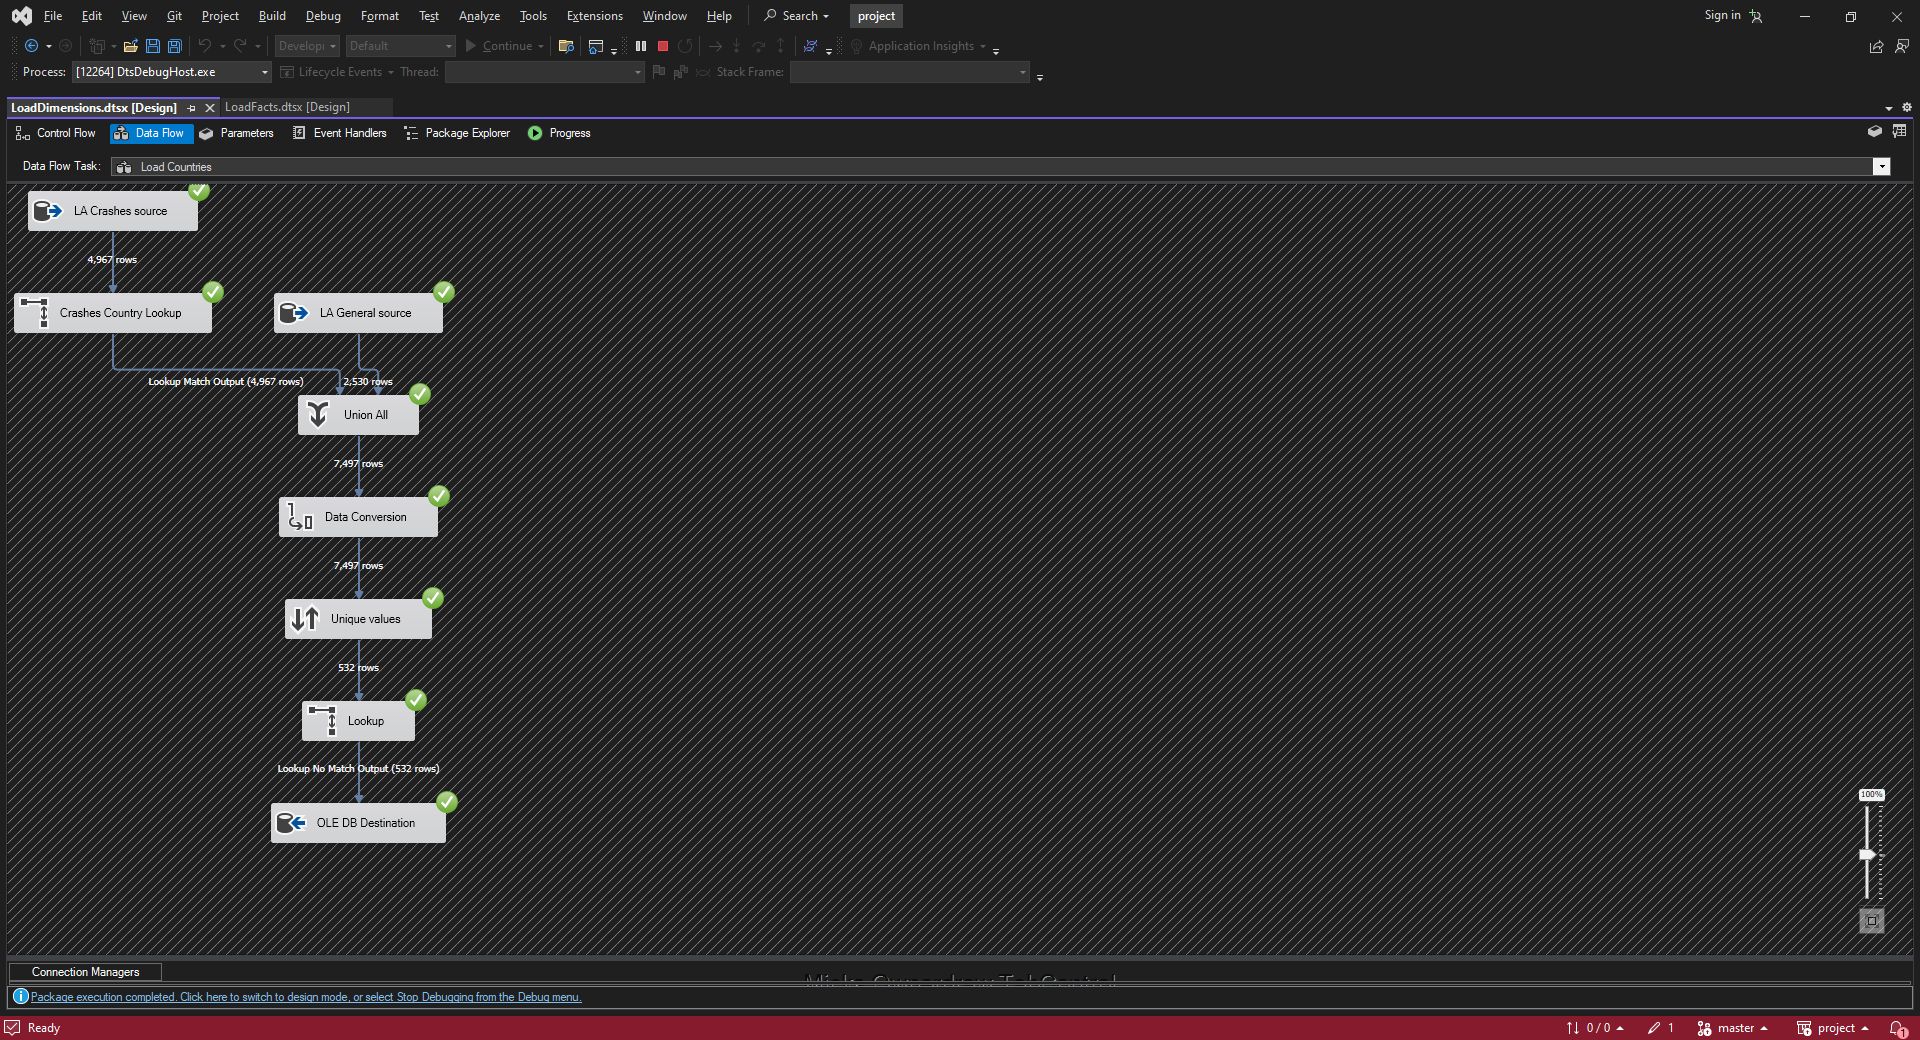 File Edit View Git Project Build Debug Format Test Analyze Tools Extensions Window Help Search project Sign in
Default Continue Application Insights
Process: [12264] DtsDebugHost.exe Lifecycle Events Thread: Stack Frame:
LoadDimensions.dtsx [Design] LoadFacts.dtsx [Design]
Control Flow Data Flow Parameters Event Handlers Package Explorer Progress
Data Flow Task: Load Countries
LA Crashes source
4,967 rows
Crashes Country Lookup LA General source
Lookup Match Output (4,967 rows) 2,530 rows
Union All
7,497 rows
Data Conversion
7,497 rows
Unique values
532 rows
Lookup
Lookup No Match Output (532 rows)
OLE DB Destination
100%
Connection Managers
Package execution completed. Click here to switch to design mode, or select Stop Debugging from the Debug menu.
Ready 0 / 0 1 master project 1